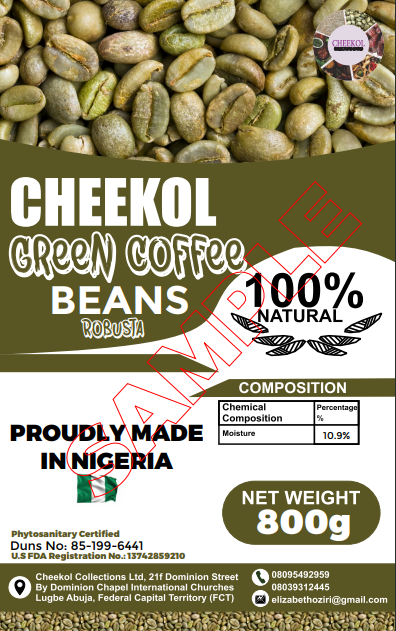 CHEEKOL
CHEEKOL
GREEN COFFEE
BEANS
ROBUSTA
100%
NATURAL
SAMPLE
COMPOSITION
Chemical Composition Percentage %
Moisture 10.9%
PROUDLY MADE
IN NIGERIA
NET WEIGHT
800g
Phytosanitary Certified
Duns No: 85-199-6441
U.S FDA Registration No.: 13742859210
Cheekol Collections Ltd, 21f Dominion Street
By Dominion Chapel International Churches
Lugbe Abuja, Federal Capital Territory (FCT)
08095492959
08039312445
elizabethoziri@gmail.com